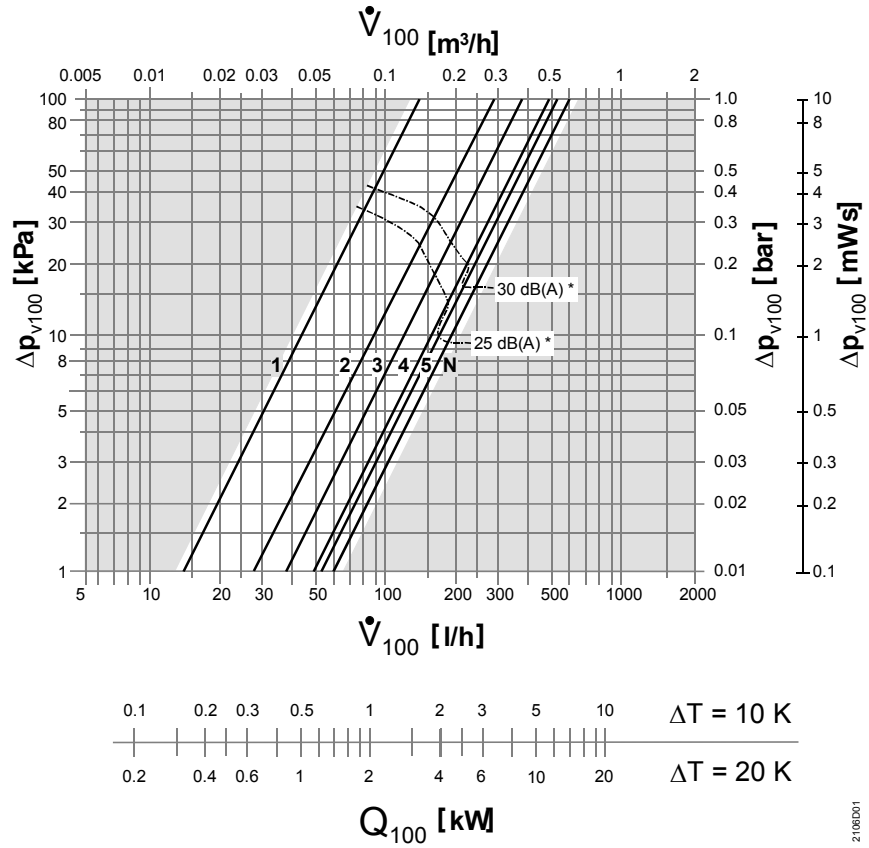 V̇100 [m³/h]
0.005 0.01 0.02 0.03 0.05 0.1 0.2 0.3 0.5 1 2
100 1.0 10
80 0.8 8
50 0.5 5
40 0.4 4
30 0.3 3
20 0.2 2
10 0.1 1
8
5 0.05 0.5
3 0.03 0.3
2 0.02 0.2
1 0.01 0.1
Δpv100 [kPa]
Δpv100 [bar]
Δpv100 [mWs]
30 dB(A) *
25 dB(A) *
1 2 3 4 5 N
5 10 20 30 50 100 200 300 500 1000 2000
V̇100 [l/h]
0.1 0.2 0.3 0.5 1 2 3 5 10 ΔT = 10 K
0.2 0.4 0.6 1 2 4 6 10 20 ΔT = 20 K
Q100 [kW]
2106D01